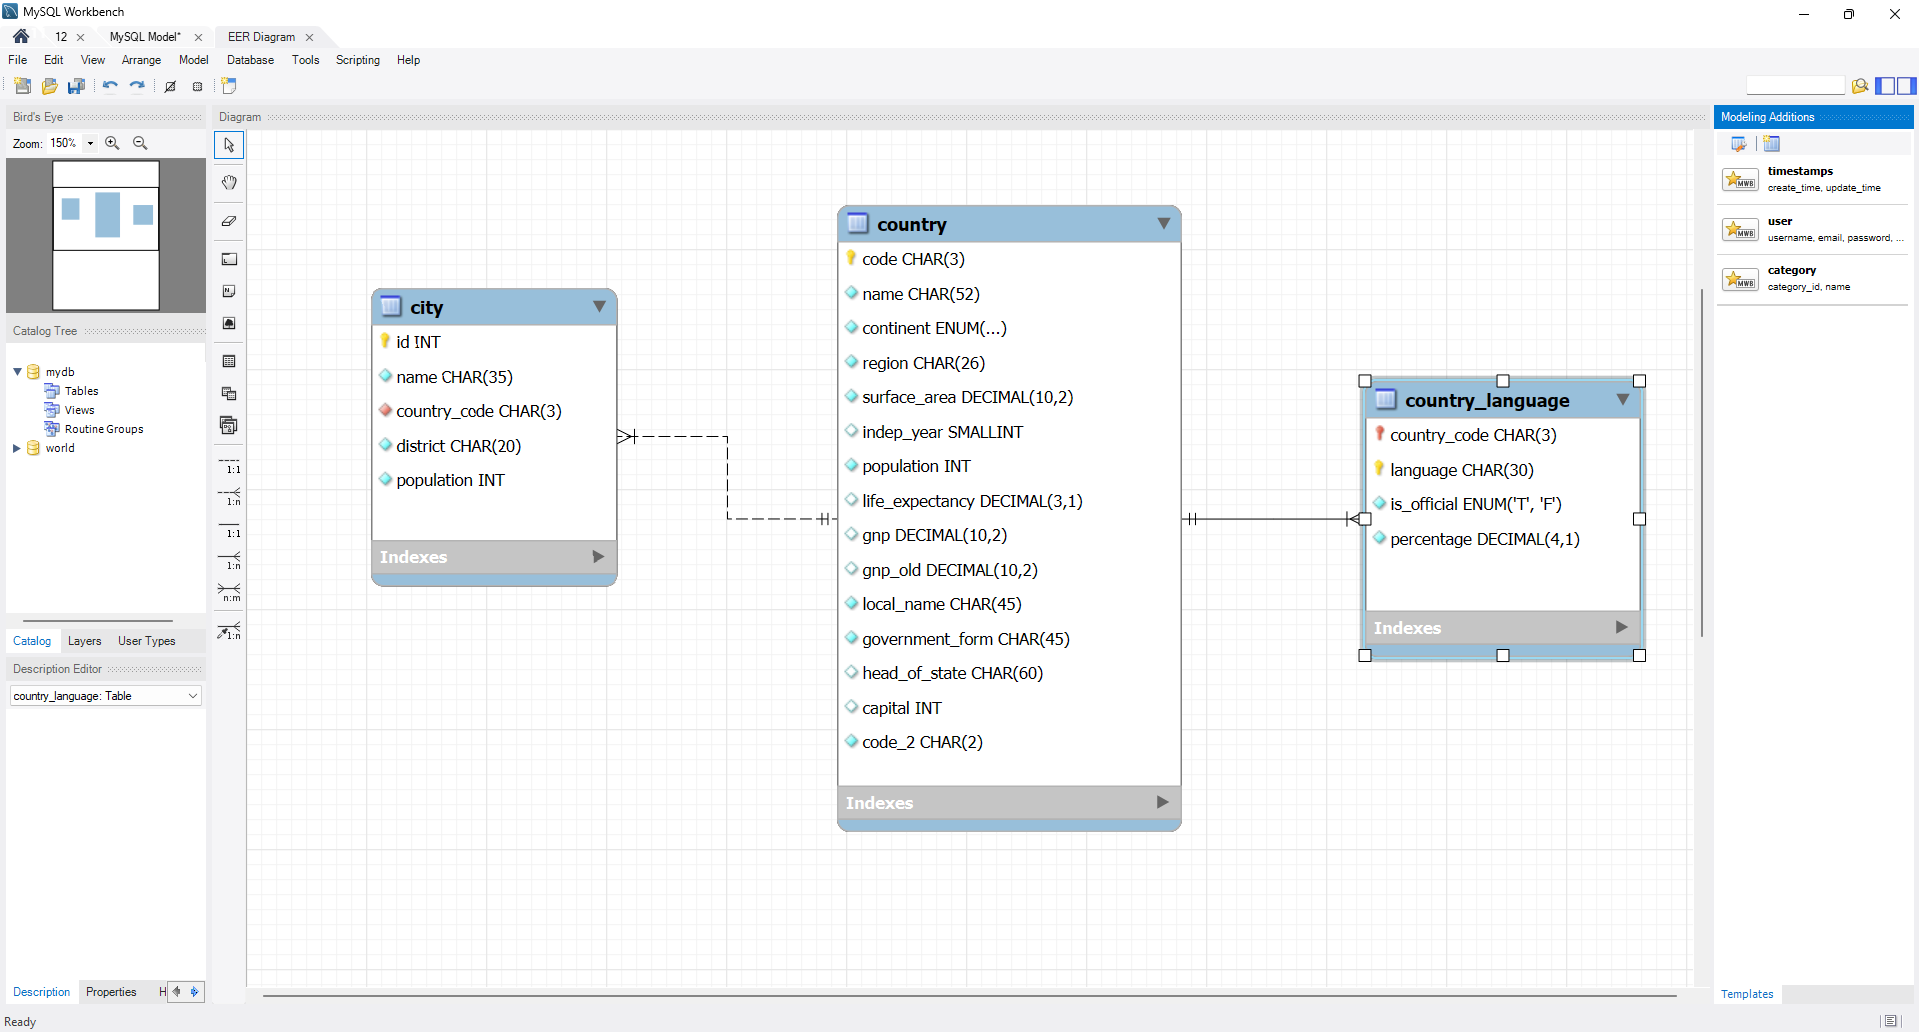 MySQL Workbench
12
MySQL Model*
EER Diagram
File Edit View Arrange Model Database Tools Scripting Help
Bird's Eye
Zoom: 150%
Catalog Tree
mydb
Tables
Views
Routine Groups
world
Catalog Layers User Types
Description Editor
country_language: Table
Description Properties H
Ready
Diagram
1:1
1:n
1:1
1:n
n:m
1:n
city
id INT
name CHAR(35)
country_code CHAR(3)
district CHAR(20)
population INT
Indexes
country
code CHAR(3)
name CHAR(52)
continent ENUM(...)
region CHAR(26)
surface_area DECIMAL(10,2)
indep_year SMALLINT
population INT
life_expectancy DECIMAL(3,1)
gnp DECIMAL(10,2)
gnp_old DECIMAL(10,2)
local_name CHAR(45)
government_form CHAR(45)
head_of_state CHAR(60)
capital INT
code_2 CHAR(2)
Indexes
country_language
country_code CHAR(3)
language CHAR(30)
is_official ENUM('T', 'F')
percentage DECIMAL(4,1)
Indexes
Modeling Additions
MWB
timestamps
create_time, update_time
MWB
user
username, email, password, ...
MWB
category
category_id, name
Templates